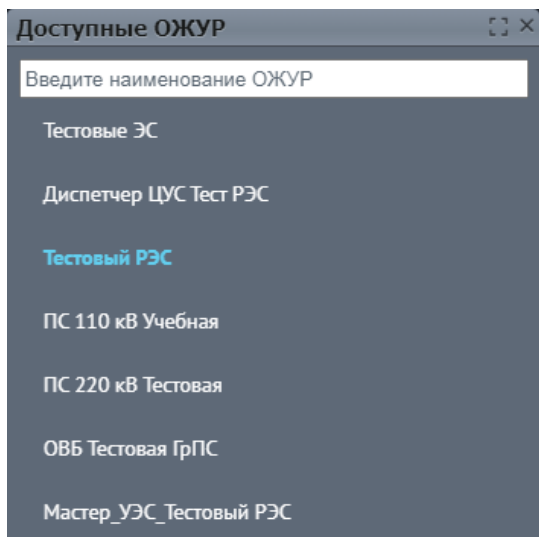 Доступные ОЖУР
Введите наименование ОЖУР
Тестовые ЭС
Диспетчер ЦУС Тест РЭС
Тестовый РЭС
ПС 110 кВ Учебная
ПС 220 кВ Тестовая
ОВБ Тестовая ГрПС
Мастер_УЭС_Тестовый РЭС